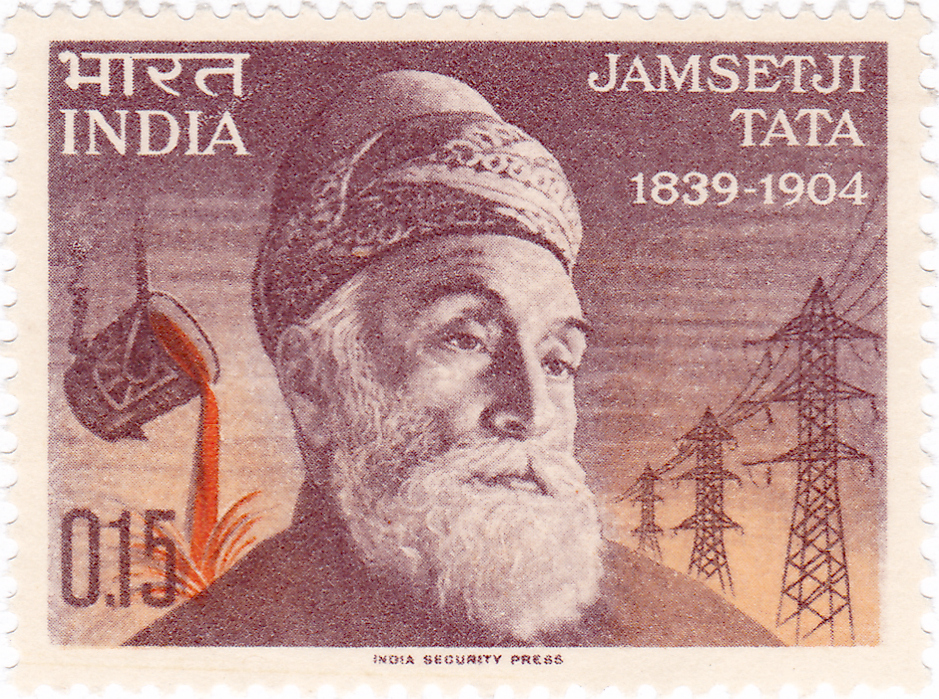 भारत
INDIA
JAMSETJI
TATA
1839-1904
0.15
INDIA SECURITY PRESS